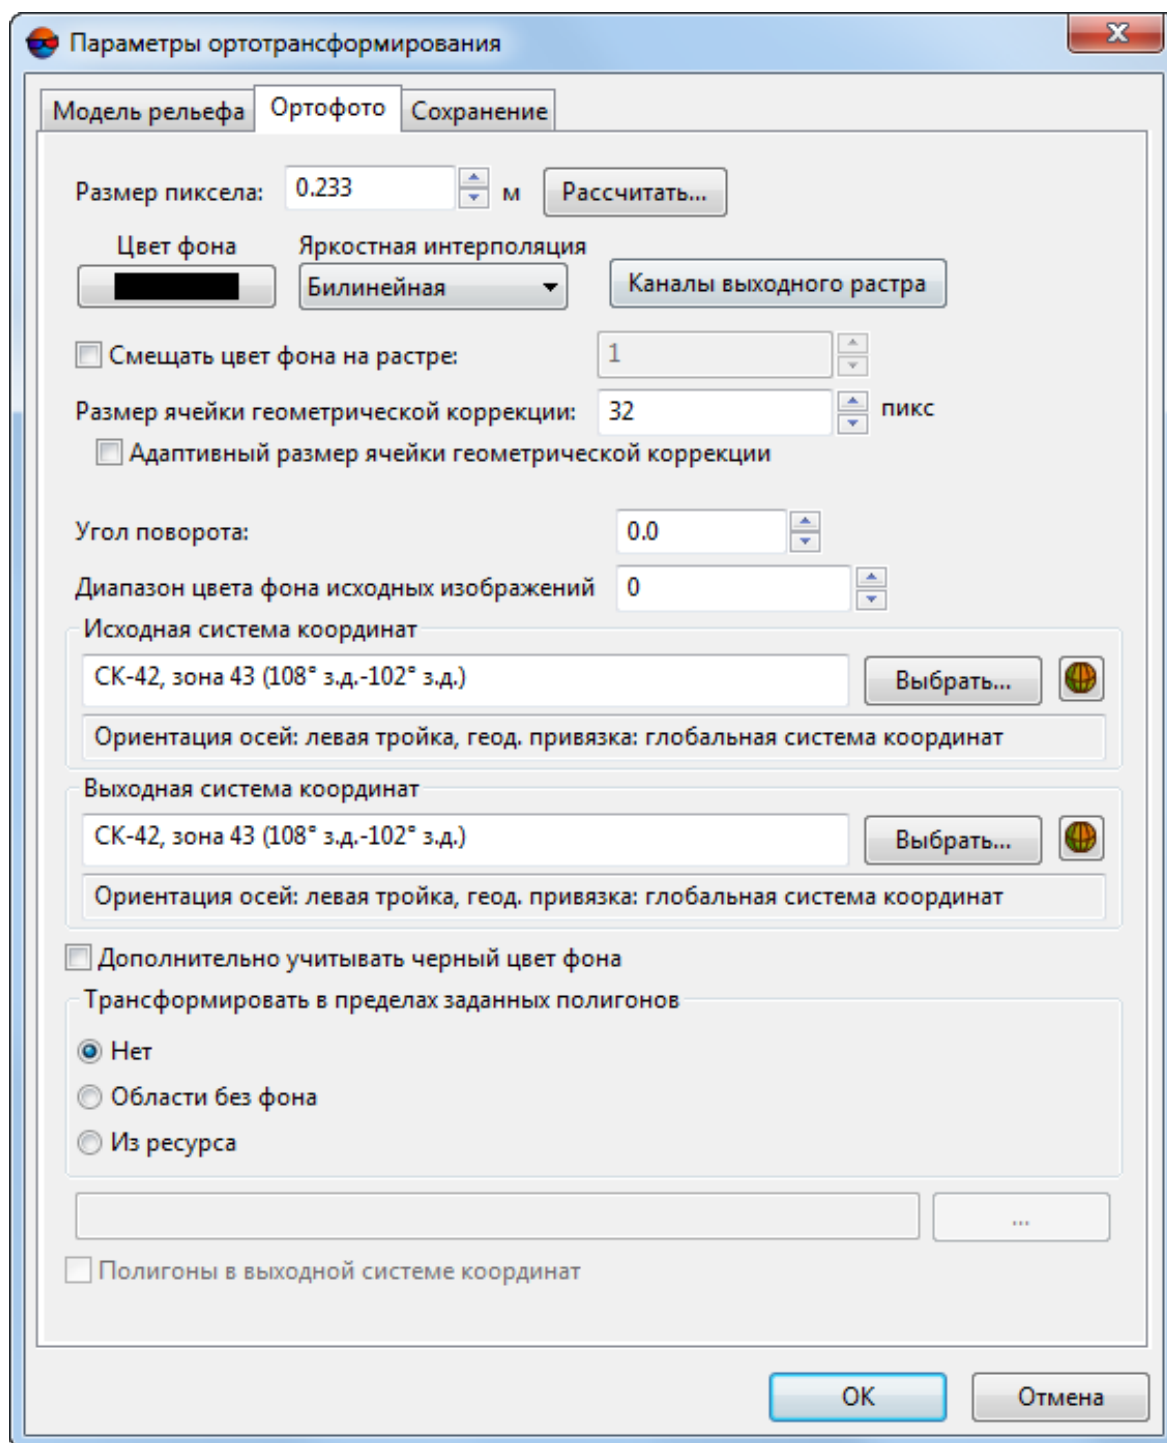 Параметры ортотрансформирования
Модель рельефа Ортофото Сохранение
Размер пиксела: 0.233 м Рассчитать...
Цвет фона Яркостная интерполяция
Билинейная Каналы выходного растра
Смещать цвет фона на растре: 1
Размер ячейки геометрической коррекции: 32 пикс
Адаптивный размер ячейки геометрической коррекции
Угол поворота: 0.0
Диапазон цвета фона исходных изображений 0
Исходная система координат
СК-42, зона 43 (108° з.д.-102° з.д.) Выбрать...
Ориентация осей: левая тройка, геод. привязка: глобальная система координат
Выходная система координат
СК-42, зона 43 (108° з.д.-102° з.д.) Выбрать...
Ориентация осей: левая тройка, геод. привязка: глобальная система координат
Дополнительно учитывать черный цвет фона
Трансформировать в пределах заданных полигонов
Нет
Области без фона
Из ресурса
...
Полигоны в выходной системе координат
OK Отмена